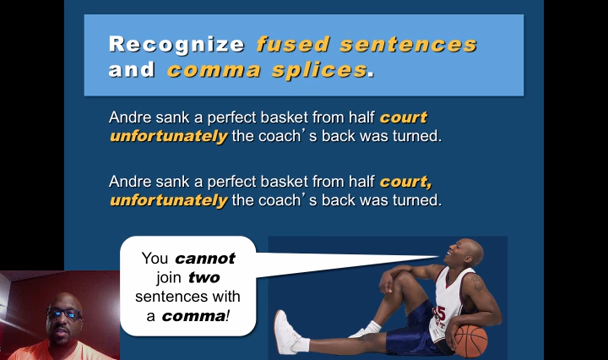 Recognize fused sentences
and comma splices.
Andre sank a perfect basket from half court
unfortunately the coach's back was turned.
Andre sank a perfect basket from half court,
unfortunately the coach's back was turned.
You cannot
join two
sentences with
a comma!